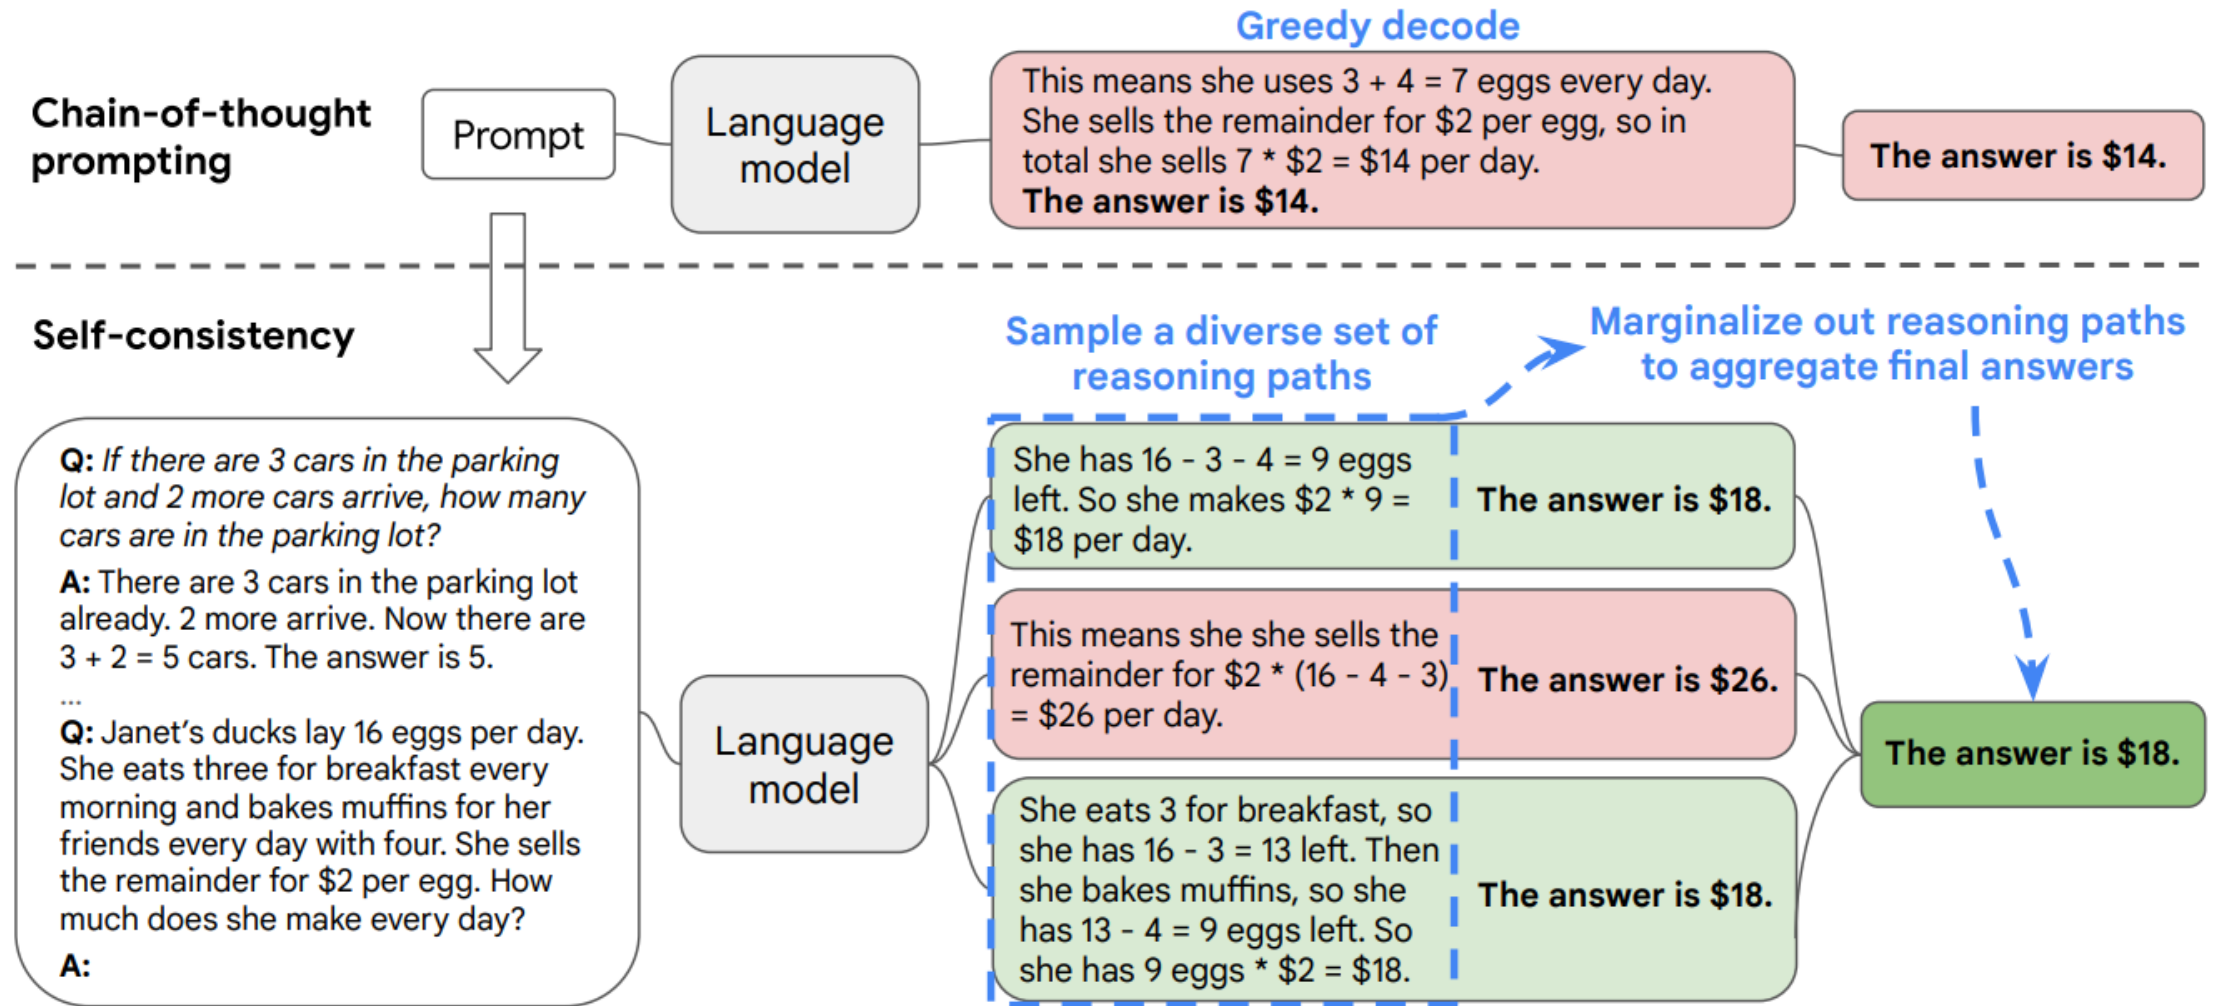 Greedy decode
Chain-of-thought
prompting
Prompt
Language
model
This means she uses 3 + 4 = 7 eggs every day.
She sells the remainder for $2 per egg, so in
total she sells 7 * $2 = $14 per day.
The answer is $14.
The answer is $14.
Self-consistency
Sample a diverse set of
reasoning paths
Marginalize out reasoning paths
to aggregate final answers
Q: If there are 3 cars in the parking
lot and 2 more cars arrive, how many
cars are in the parking lot?
A: There are 3 cars in the parking lot
already. 2 more arrive. Now there are
3 + 2 = 5 cars. The answer is 5.
...
Q: Janet’s ducks lay 16 eggs per day.
She eats three for breakfast every
morning and bakes muffins for her
friends every day with four. She sells
the remainder for $2 per egg. How
much does she make every day?
A:
Language
model
She has 16 - 3 - 4 = 9 eggs
left. So she makes $2 * 9 =
$18 per day.
The answer is $18.
This means she she sells the
remainder for $2 * (16 - 4 - 3)
= $26 per day.
The answer is $26.
She eats 3 for breakfast, so
she has 16 - 3 = 13 left. Then
she bakes muffins, so she
has 13 - 4 = 9 eggs left. So
she has 9 eggs * $2 = $18.
The answer is $18.
The answer is $18.